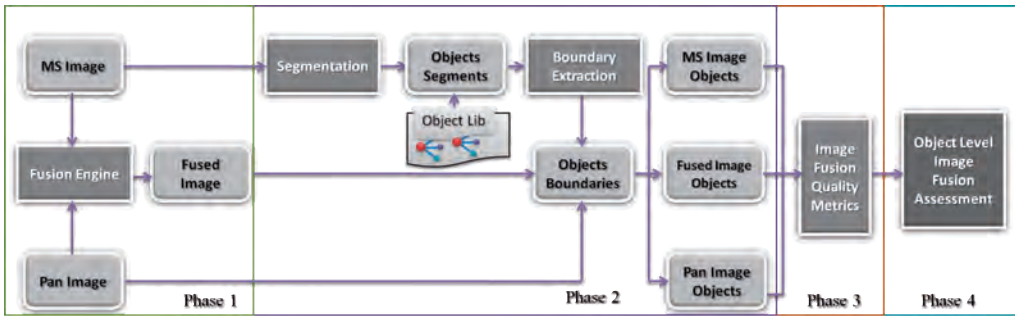 MS Image
Fusion Engine
Fused
Image
Pan Image
Phase 1
Segmentation
Objects
Segments
Object Lib
Boundary
Extraction
Objects
Boundaries
MS Image
Objects
Fused Image
Objects
Pan Image
Objects
Phase 2
Image
Fusion
Quality
Metrics
Phase 3
Object Level
Image
Fusion
Assessment
Phase 4